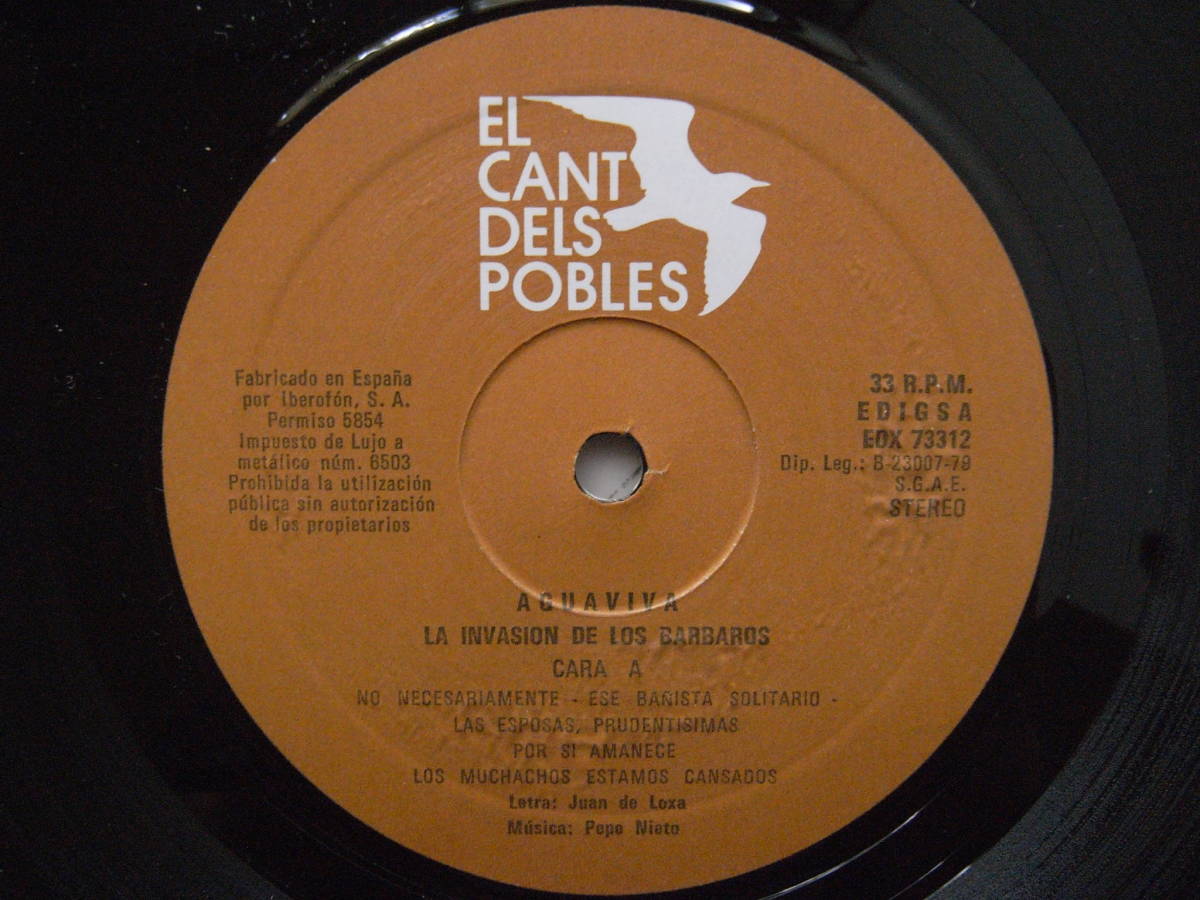 EL
CANT
DELS
POBLES
Fabricado en España
por Iberofón, S. A.
Permiso 5854
Impuesto de Lujo a
metálico núm. 6503
Prohibida la utilización
pública sin autorización
de los propietarios
33 R.P.M.
EDIGSA
EDX 73312
Dip. Leg.: B-23007-79
S.G.A.E.
STEREO
AGUAVIVA
LA INVASION DE LOS BARBAROS
CARA A
NO NECESARIAMENTE - ESE BAÑISTA SOLITARIO -
LAS ESPOSAS, PRUDENTISIMAS
POR SI AMANECE
LOS MUCHACHOS ESTAMOS CANSADOS
Letra: Juan de Loxa
Música: Pepe Nieto